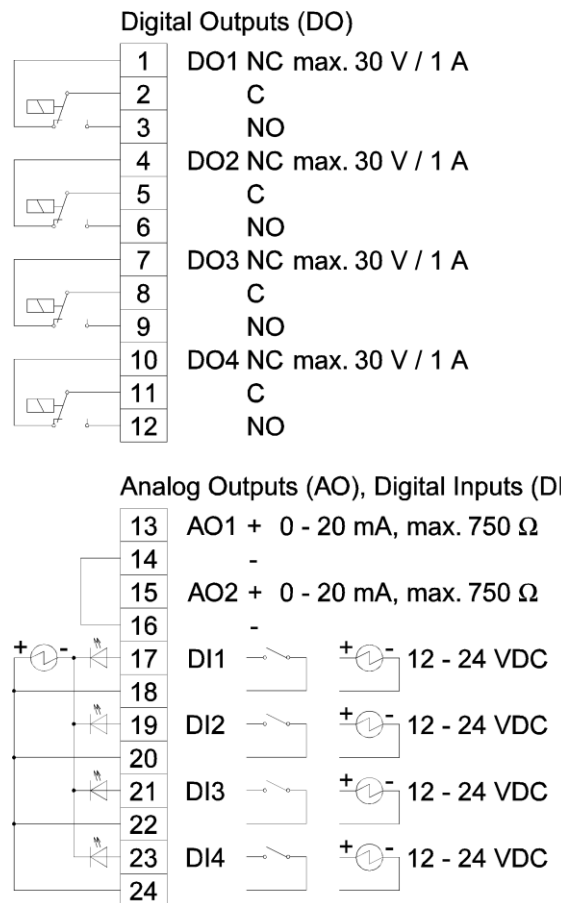 Digital Outputs (DO)
1 DO1 NC max. 30 V / 1 A
2 C
3 NO
4 DO2 NC max. 30 V / 1 A
5 C
6 NO
7 DO3 NC max. 30 V / 1 A
8 C
9 NO
10 DO4 NC max. 30 V / 1 A
11 C
12 NO
Analog Outputs (AO), Digital Inputs (DI
13 AO1 + 0 - 20 mA, max. 750 Ω
14 -
15 AO2 + 0 - 20 mA, max. 750 Ω
16 -
+ - 17 DI1 + - 12 - 24 VDC
18
19 DI2 + - 12 - 24 VDC
20
21 DI3 + - 12 - 24 VDC
22
23 DI4 + - 12 - 24 VDC
24